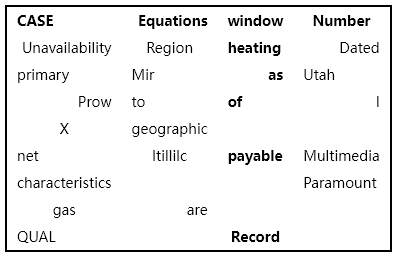 CASE Equations window Number
Unavailability Region heating Dated
primary Mir as Utah
Prow to of I
X geographic
net Itillilc payable Multimedia
characteristics Paramount
gas are
QUAL Record